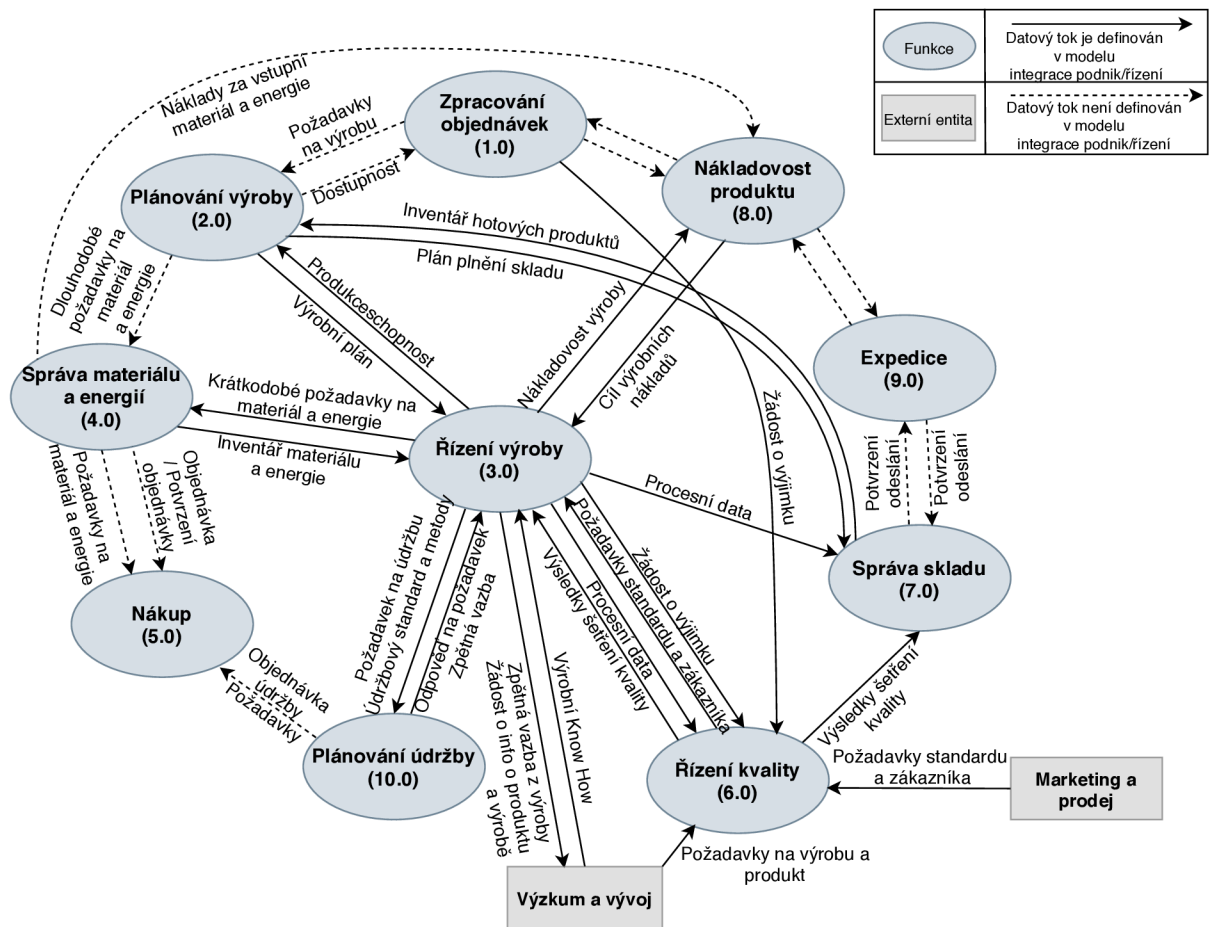 Funkce
Datový tok je definován
v modelu
integrace podnik/řízení
Externí entita
Datový tok není definován
v modelu
integrace podnik/řízení
Náklady za vstupní
materiál a energie
Zpracování
objednávek
(1.0)
Požadavky
na výrobu
Dostupnost
Nákladovost
produktu
(8.0)
Plánování výroby
(2.0)
Inventář hotových produktů
Plán plnění skladu
Dlouhodobé
požadavky na
materiál
a energie
Produkceschopnost
Výrobní plán
Nákladovost výroby
Cíl výrobních
nákladů
Expedice
(9.0)
Správa materiálu
a energií
(4.0)
Krátkodobé požadavky na
materiál a energie
Inventář materiálu
a energie
Řízení výroby
(3.0)
Žádost o výjimku
Potvrzení
odeslání
Potvrzení
odeslání
Procesní data
Požadavky na
materiál a energie
Objednávka
/ Potvrzení
objednávky
Správa skladu
(7.0)
Nákup
(5.0)
Požadavek na údržbu
Údržbový standard a metody
Odpověď na požadavek
Zpětná vazba
Žádost o výjimku
Požadavky standardu a zákazníka
Procesní data
Výsledky šetření kvality
Objednávka
údržby
Požadavky
Zpětná vazba z výroby
Žádost o info o produktu
a výrobě
Výrobní Know How
Výsledky šetření
kvality
Plánování údržby
(10.0)
Řízení kvality
(6.0)
Požadavky standardu
a zákazníka
Marketing a
prodej
Požadavky na výrobu a
produkt
Výzkum a vývoj